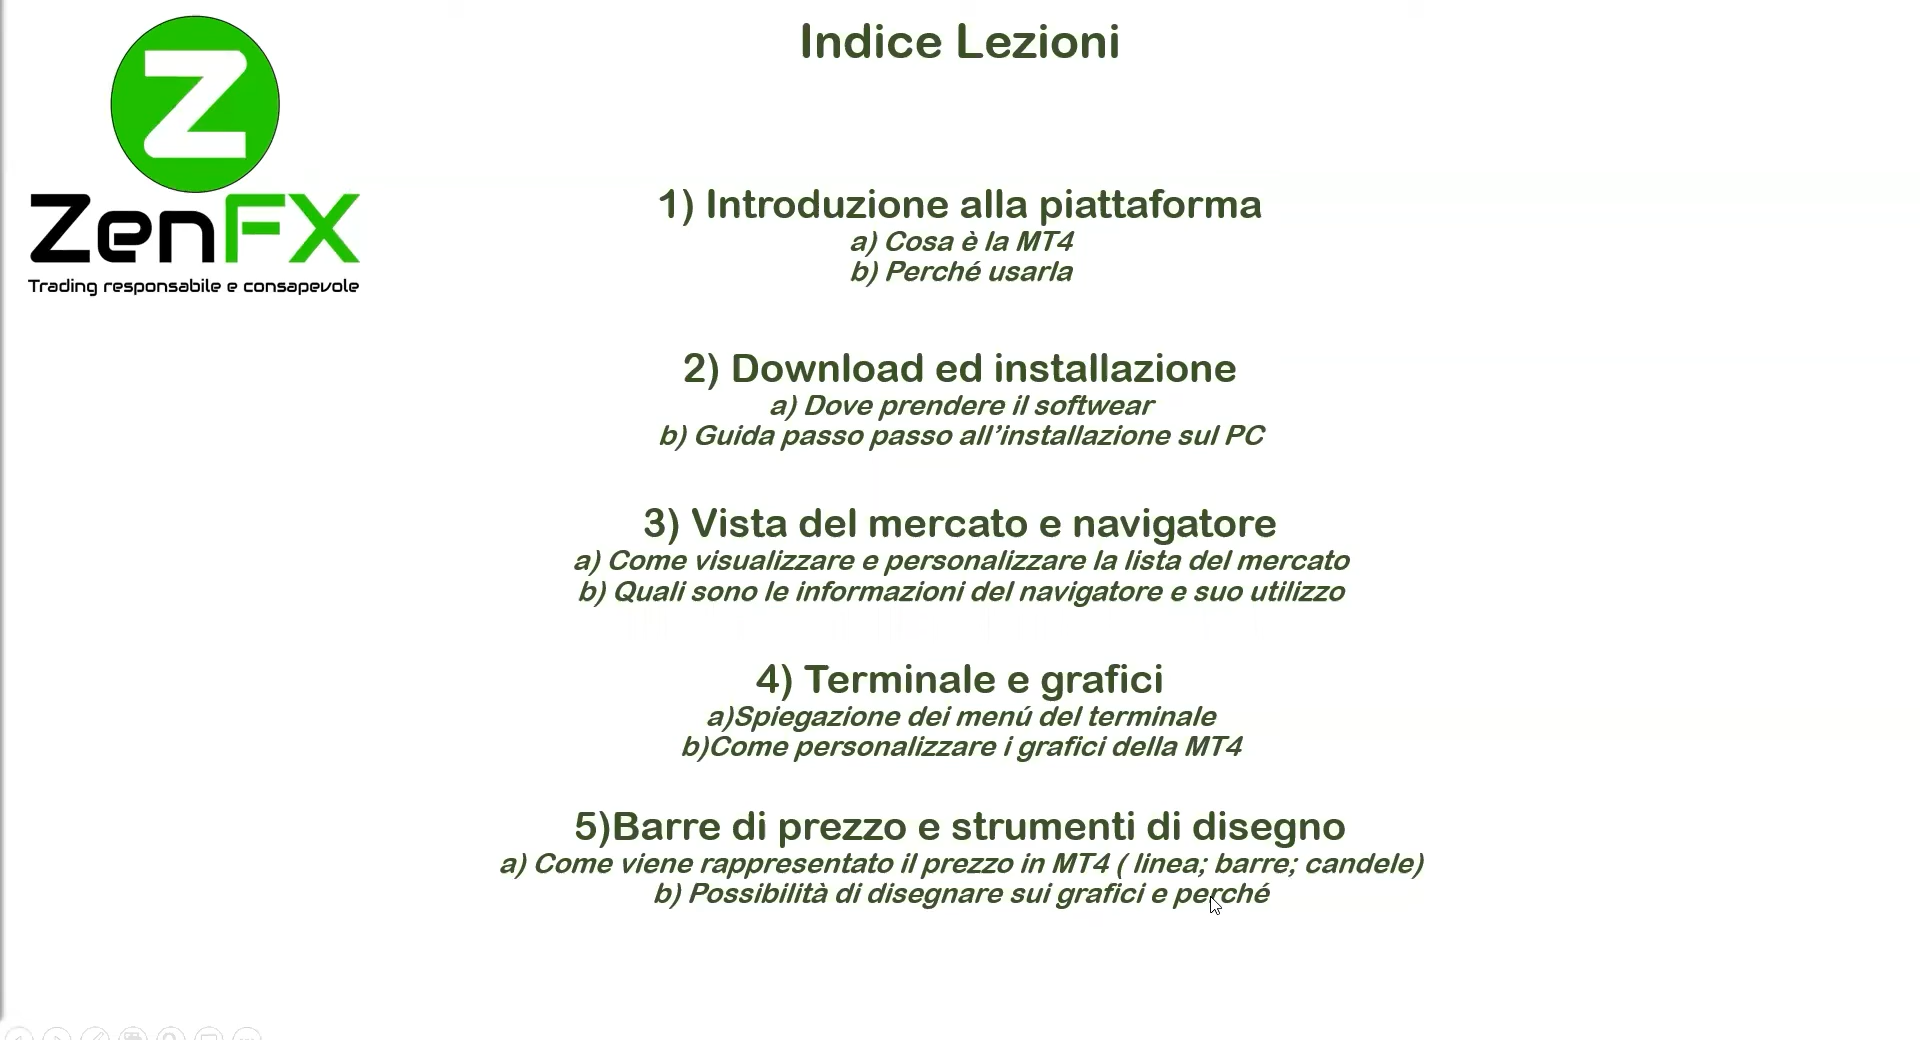 Indice Lezioni
Z
ZenFX
Trading responsabile e consapevole
1) Introduzione alla piattaforma
a) Cosa è la MT4
b) Perché usarla
2) Download ed installazione
a) Dove prendere il softwear
b) Guida passo passo all’installazione sul PC
3) Vista del mercato e navigatore
a) Come visualizzare e personalizzare la lista del mercato
b) Quali sono le informazioni del navigatore e suo utilizzo
4) Terminale e grafici
a)Spiegazione dei menú del terminale
b)Come personalizzare i grafici della MT4
5)Barre di prezzo e strumenti di disegno
a) Come viene rappresentato il prezzo in MT4 ( linea; barre; candele)
b) Possibilità di disegnare sui grafici e perché